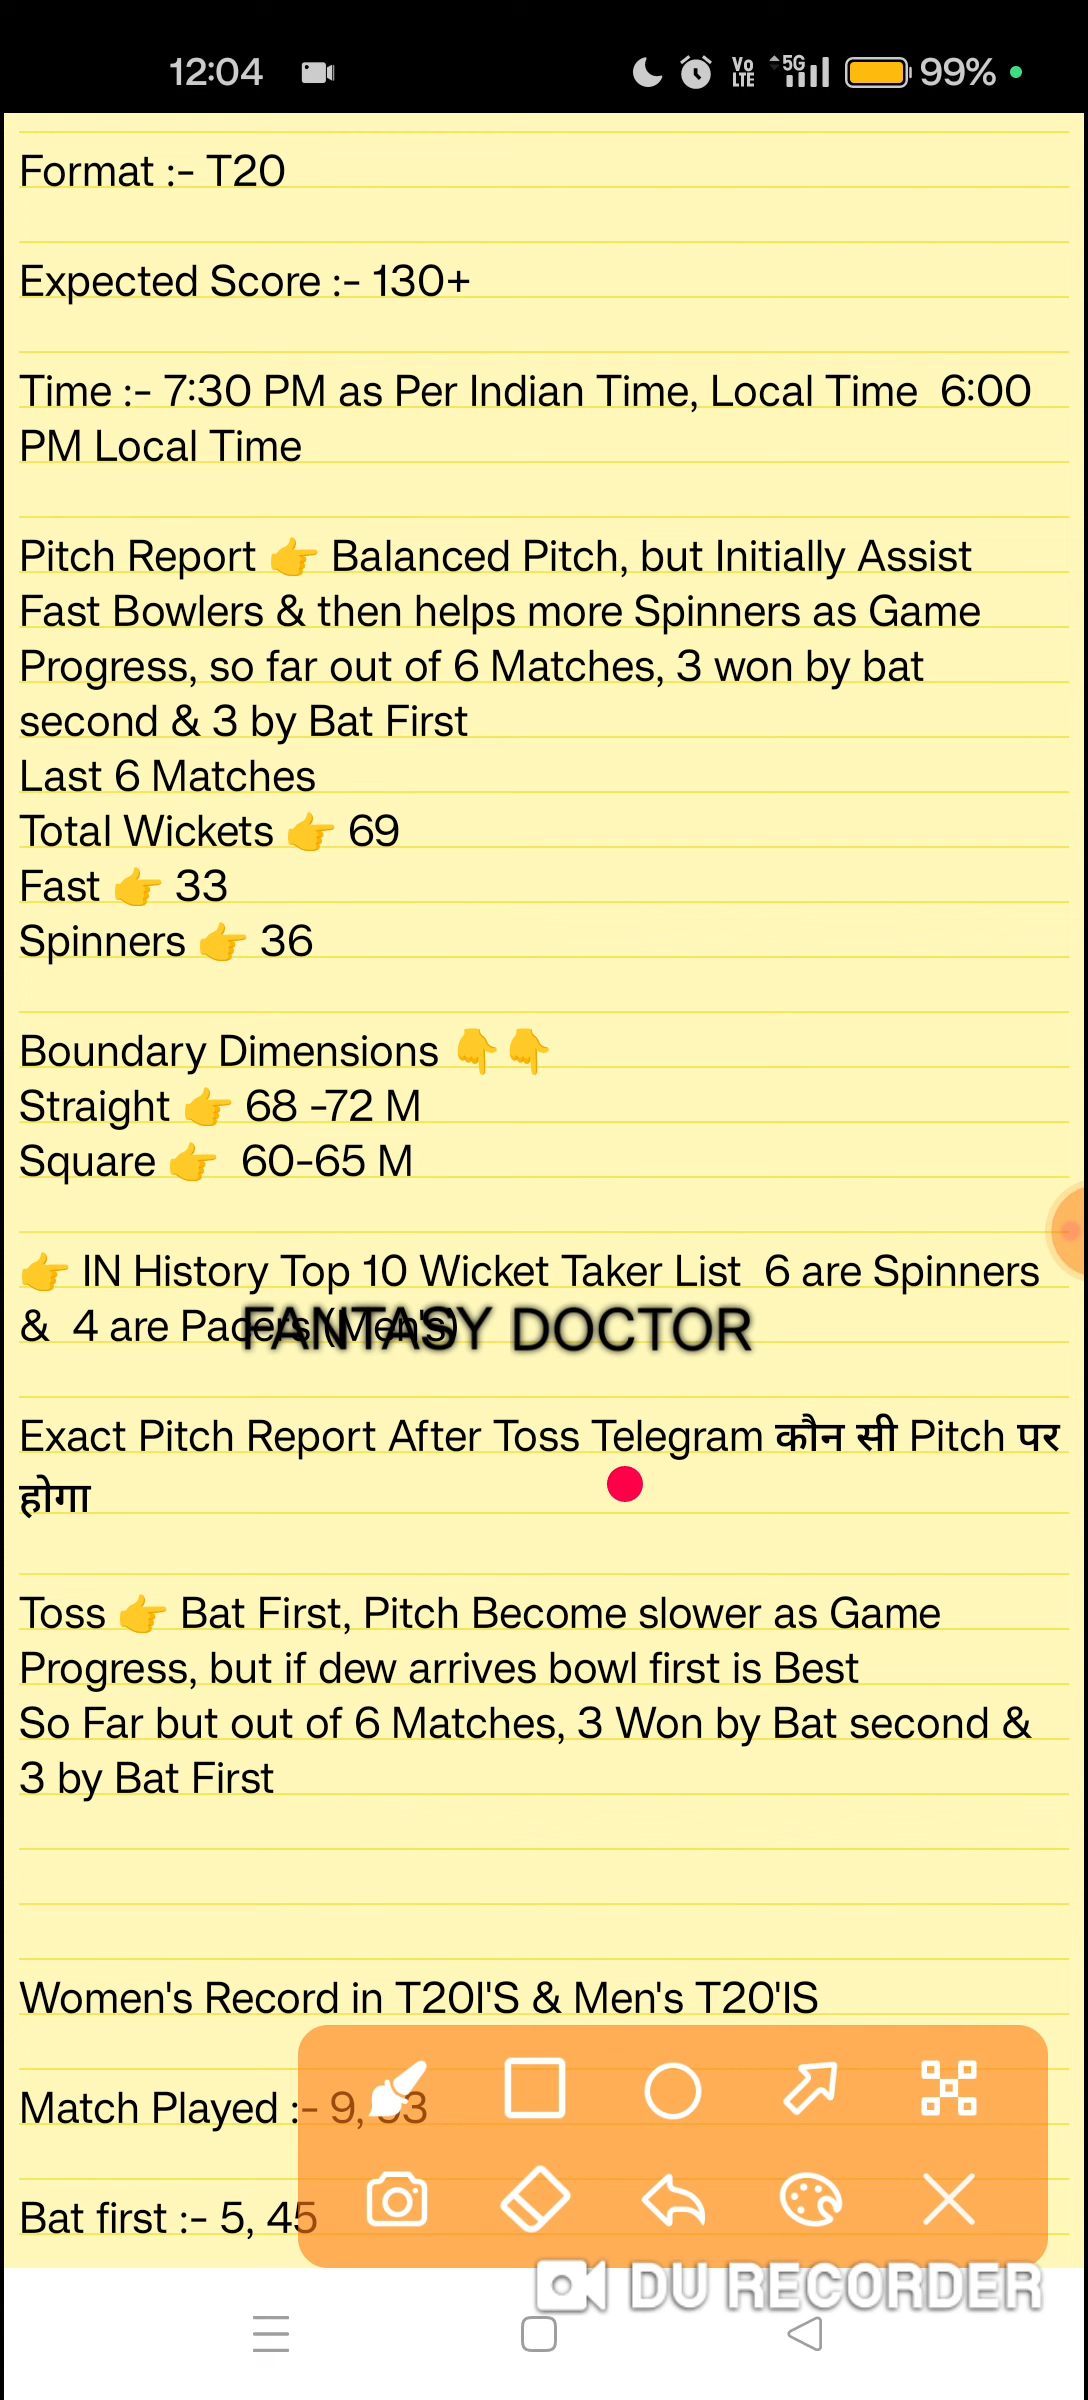 12:04 Vo LTE 5G 99%
Format :- T20
Expected Score :- 130+
Time :- 7:30 PM as Per Indian Time, Local Time 6:00
PM Local Time
Pitch Report 👉 Balanced Pitch, but Initially Assist
Fast Bowlers & then helps more Spinners as Game
Progress, so far out of 6 Matches, 3 won by bat
second & 3 by Bat First
Last 6 Matches
Total Wickets 👉 69
Fast 👉 33
Spinners 👉 36
Boundary Dimensions 👇👇
Straight 👉 68 -72 M
Square 👉 60-65 M
👉 IN History Top 10 Wicket Taker List 6 are Spinners
& 4 are Pacers (Men's)
FANTASY DOCTOR
Exact Pitch Report After Toss Telegram कौन सी Pitch पर
होगा
Toss 👉 Bat First, Pitch Become slower as Game
Progress, but if dew arrives bowl first is Best
So Far but out of 6 Matches, 3 Won by Bat second &
3 by Bat First
Women's Record in T20I'S & Men's T20'IS
Match Played :- 9,
Bat first :- 5, 45
DU RECORDER